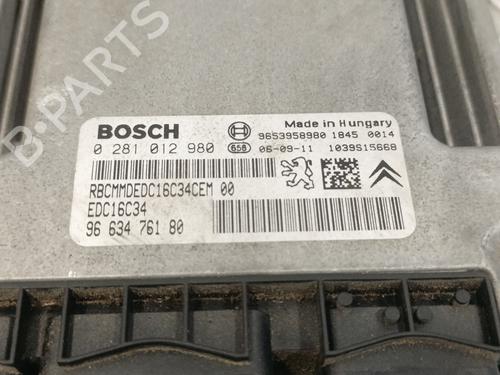 B-PARTS
BOSCH
Made in Hungary
9653958980 1845 0014
0 281 012 980
658
06-09-11
1039S15668
RBCMMDEDC16C34CEM 00
EDC16C34
96 634 761 80